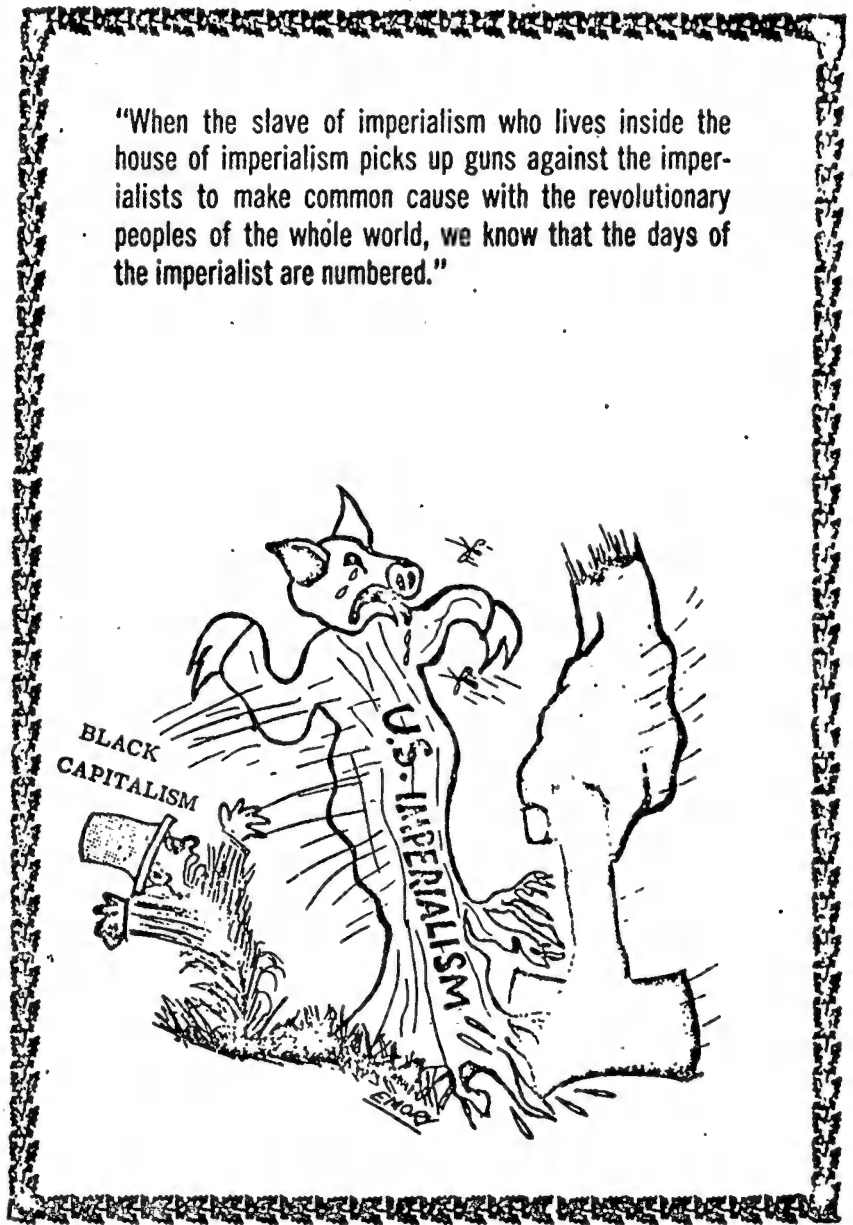 "When the slave of imperialism who lives inside the
house of imperialism picks up guns against the imper-
ialists to make common cause with the revolutionary
peoples of the whole world, we know that the days of
the imperialist are numbered."
BLACK
CAPITALISM
U.S. IMPERIALISM
EMORY